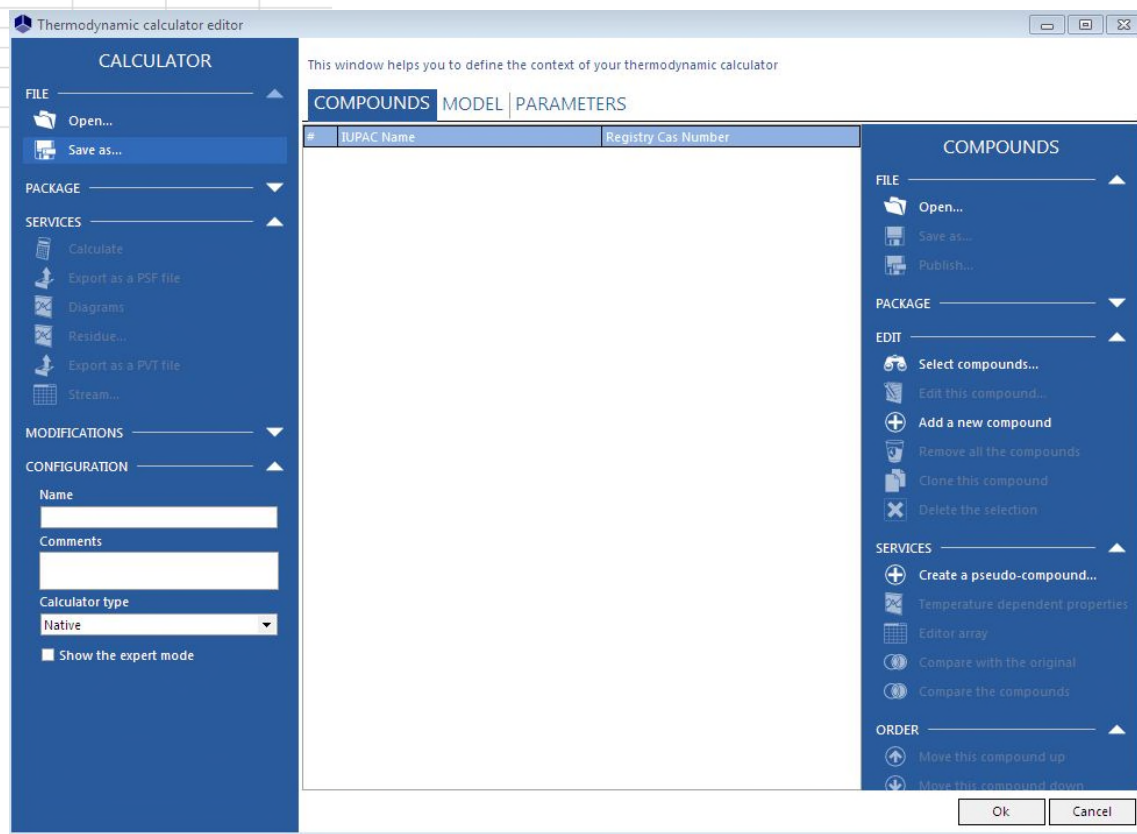 Thermodynamic calculator editor
CALCULATOR
FILE
Open...
Save as...
PACKAGE
SERVICES
Calculate
Export as a PSF file
Diagrams
Residue...
Export as a PVT file
Stream...
MODIFICATIONS
CONFIGURATION
Name
Comments
Calculator type
Native
Show the expert mode
This window helps you to define the context of your thermodynamic calculator
COMPOUNDS MODEL PARAMETERS
# IUPAC Name Registry Cas Number
COMPOUNDS
FILE
Open...
Save as...
Publish...
PACKAGE
EDIT
Select compounds...
Edit this compound...
Add a new compound
Remove all the compounds
Clone this compound
Delete the selection
SERVICES
Create a pseudo-compound...
Temperature dependent properties
Editor array
Compare with the original
Compare the compounds
ORDER
Move this compound up
Move this compound down
Ok Cancel